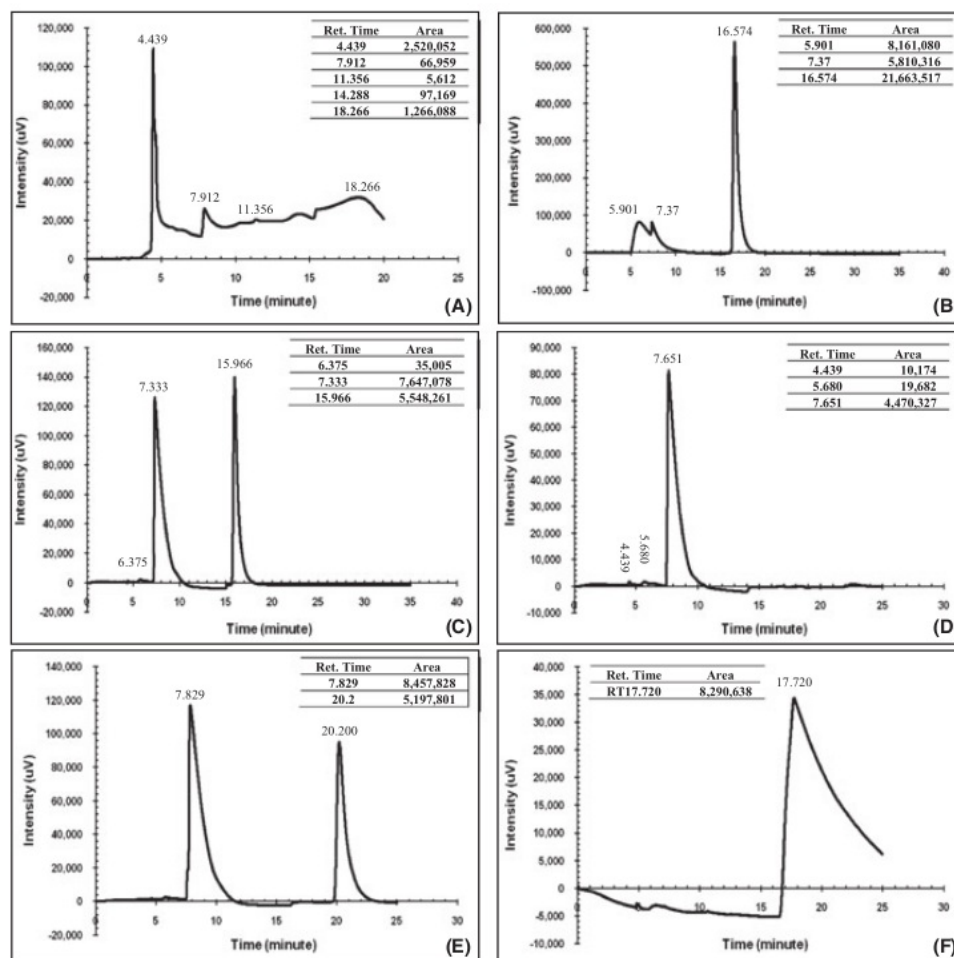 120,000
100,000
80,000
60,000
40,000
20,000
0
-20,000
Intensity (uV)
4.439
7.912
11.356
18.266
Ret. Time Area
4.439 2,520,052
7.912 66,959
11.356 5,612
14.288 97,169
18.266 1,266,088
0 5 10 15 20 25
Time (minute)
(A)
600,000
500,000
400,000
300,000
200,000
100,000
0
-100,000
Intensity (uV)
5.901
7.37
16.574
Ret. Time Area
5.901 8,161,080
7.37 5,810,316
16.574 21,663,517
0 5 10 15 20 25 30 35 40
Time (minute)
(B)
160,000
140,000
120,000
100,000
80,000
60,000
40,000
20,000
0
-20,000
Intensity (uV)
6.375
7.333
15.966
Ret. Time Area
6.375 35,005
7.333 7,647,078
15.966 5,548,261
0 5 10 15 20 25 30 35 40
Time (minute)
(C)
90,000
80,000
70,000
60,000
50,000
40,000
30,000
20,000
10,000
0
-10,000
Intensity (uV)
4.439
5.680
7.651
Ret. Time Area
4.439 10,174
5.680 19,682
7.651 4,470,327
0 5 10 15 20 25 30
Time (minute)
(D)
140,000
120,000
100,000
80,000
60,000
40,000
20,000
0
-20,000
Intensity (uV)
7.829
20.200
Ret. Time Area
7.829 8,457,828
20.2 5,197,801
0 5 10 15 20 25 30
Time (minute)
(E)
40,000
35,000
30,000
25,000
20,000
15,000
10,000
5,000
0
-5,000
-10,000
Intensity (uV)
17.720
Ret. Time Area
RT17.720 8,290,638
0 5 10 15 20 25 30
Time (minute)
(F)